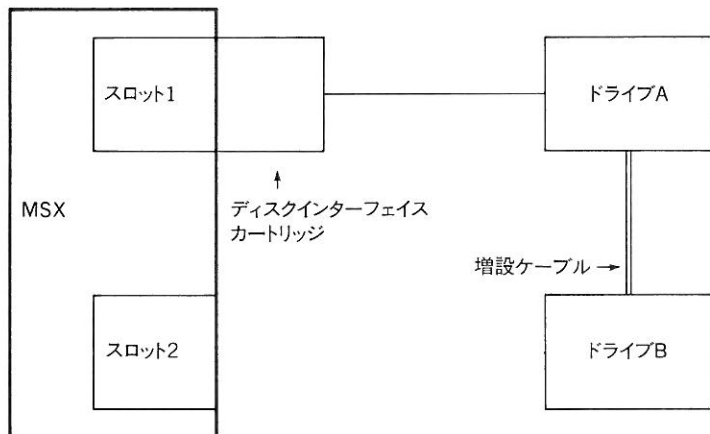 スロット1
ドライブA
MSX
ディスクインターフェイス
カートリッジ
増設ケーブル→
スロット2
ドライブB